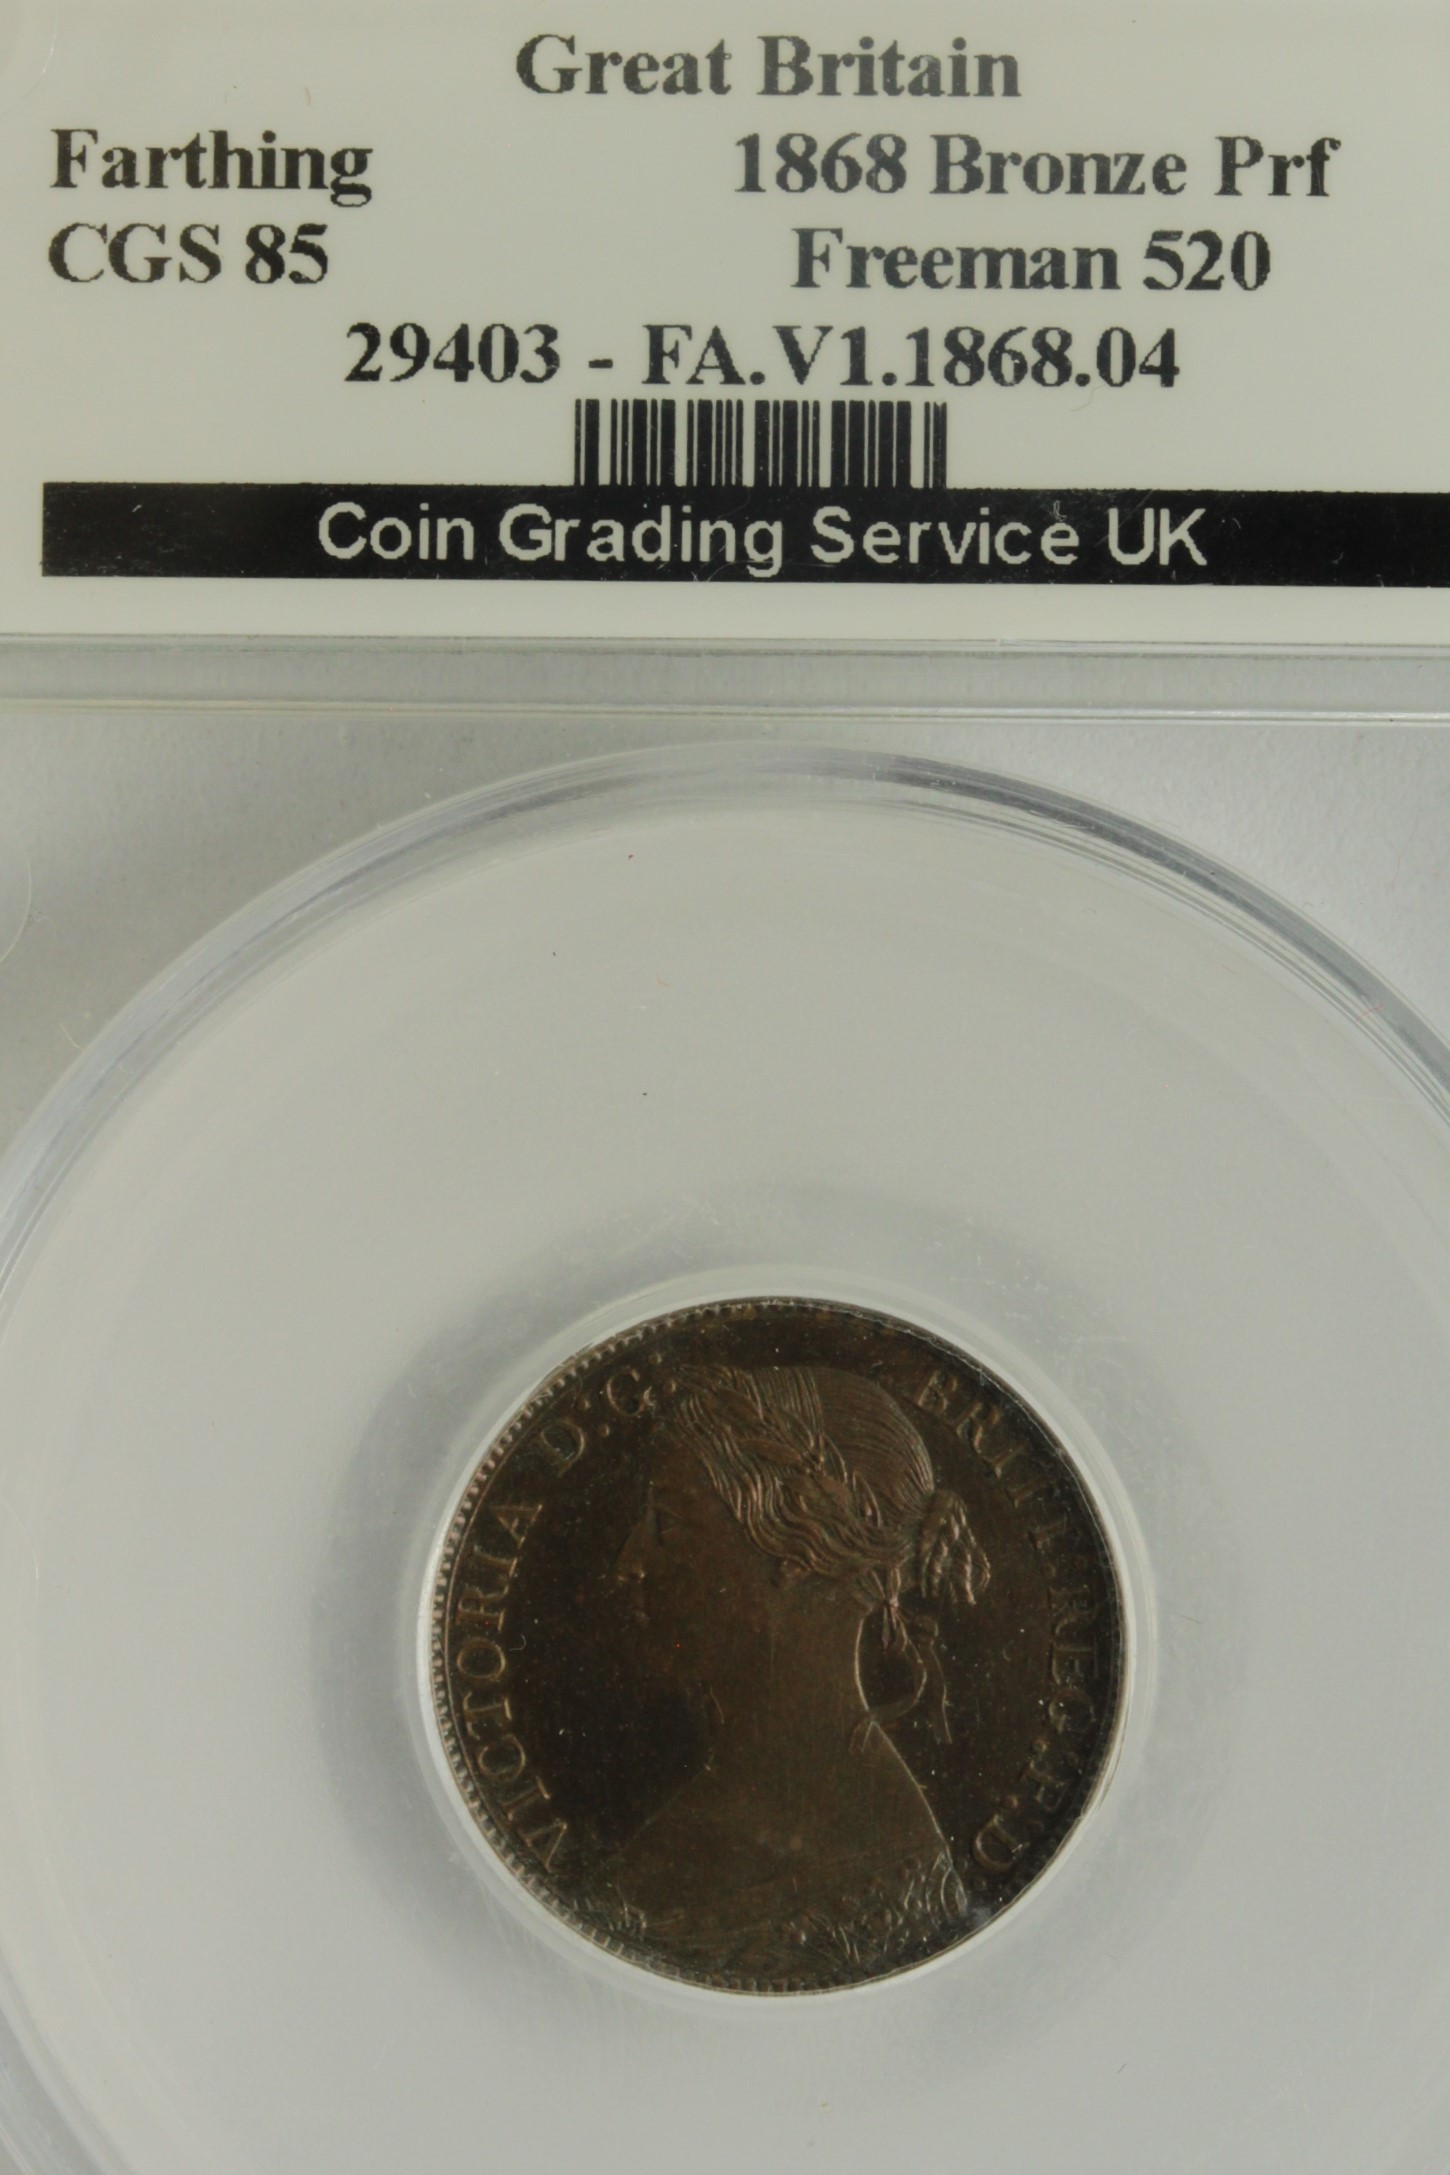 Great Britain
Farthing 1868 Bronze Prf
CGS 85 Freeman 520
29403 - FA.V1.1868.04
Coin Grading Service UK
VICTORIA D:G: BRITT:REG:F:D: